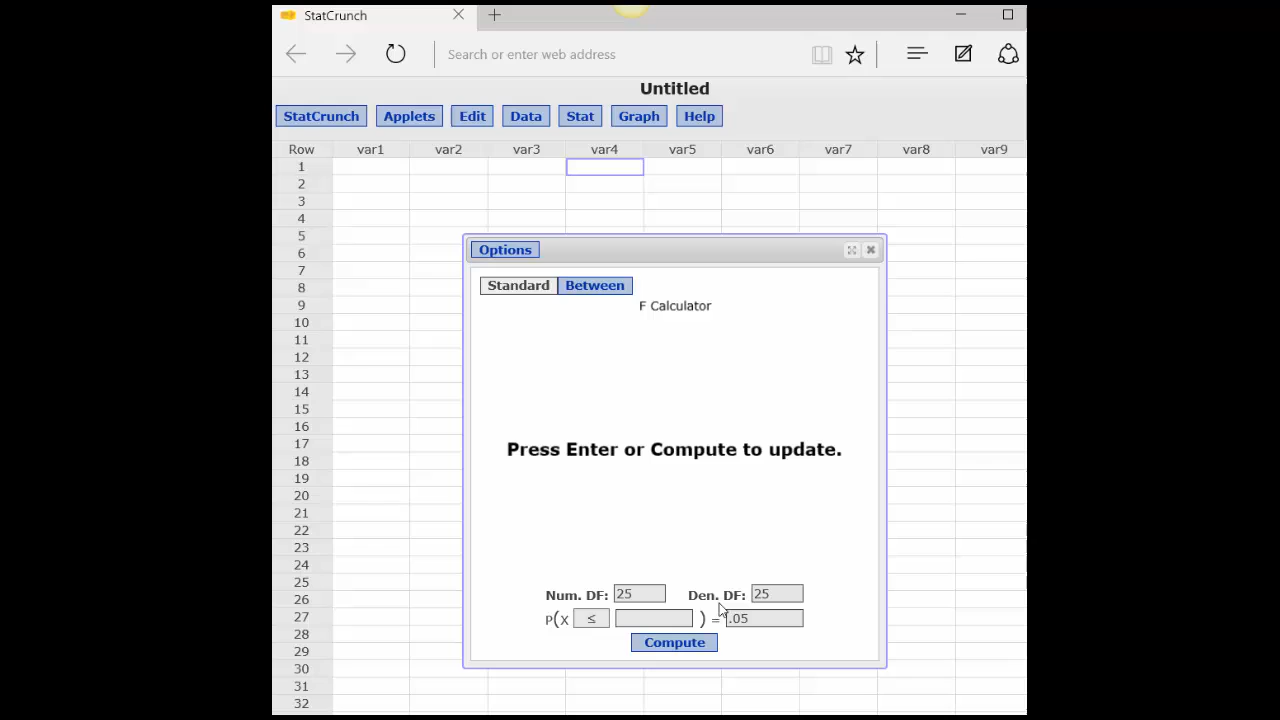 StatCrunch
Search or enter web address
Untitled
StatCrunch Applets Edit Data Stat Graph Help
Row var1 var2 var3 var4 var5 var6 var7 var8 var9
1
2
3
4
5
6
7
8
9
10
11
12
13
14
15
16
17
18
19
20
21
22
23
24
25
26
27
28
29
30
31
32
Options
Standard Between
F Calculator
Press Enter or Compute to update.
Num. DF: 25 Den. DF: 25
P(X ≤ ) = .05
Compute